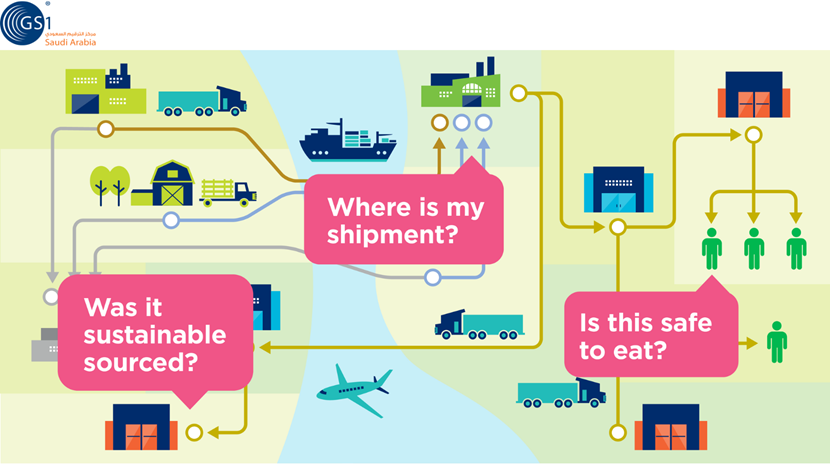 GS1
®
مركز الترقيم السعودي
Saudi Arabia
Where is my
shipment?
Was it
sustainable
sourced?
Is this safe
to eat?